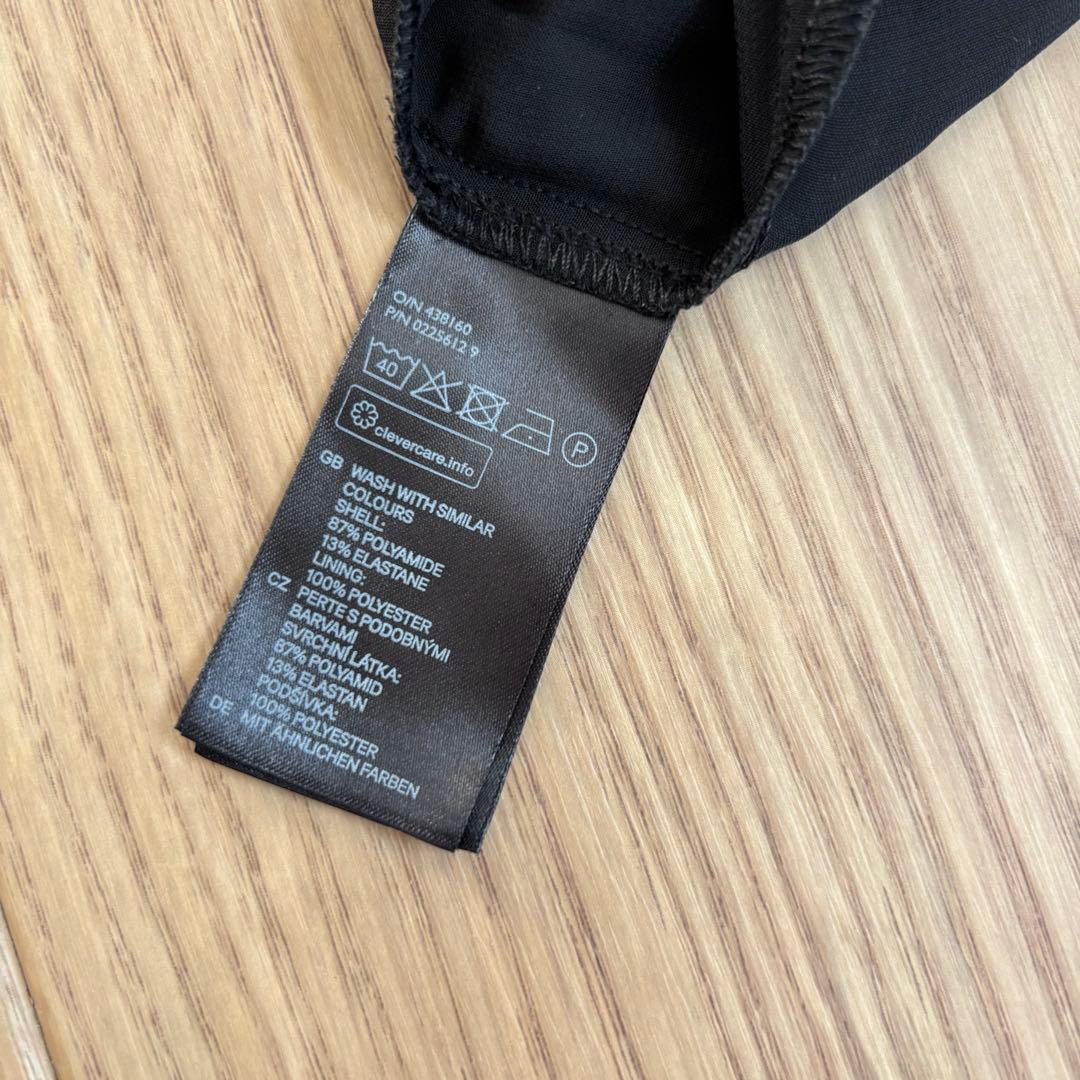 O/N 438160
P/N 0225612 9
40
P
clevercare.info
GB WASH WITH SIMILAR
COLOURS
SHELL:
87% POLYAMIDE
13% ELASTANE
LINING:
100% POLYESTER
CZ PERTE S PODOBNÝMI
BARVAMI
SVRCHNÍ LÁTKA:
87% POLYAMID
13% ELASTAN
PODŠÍVKA:
100% POLYESTER
DE MIT ÄHNLICHEN FARBEN